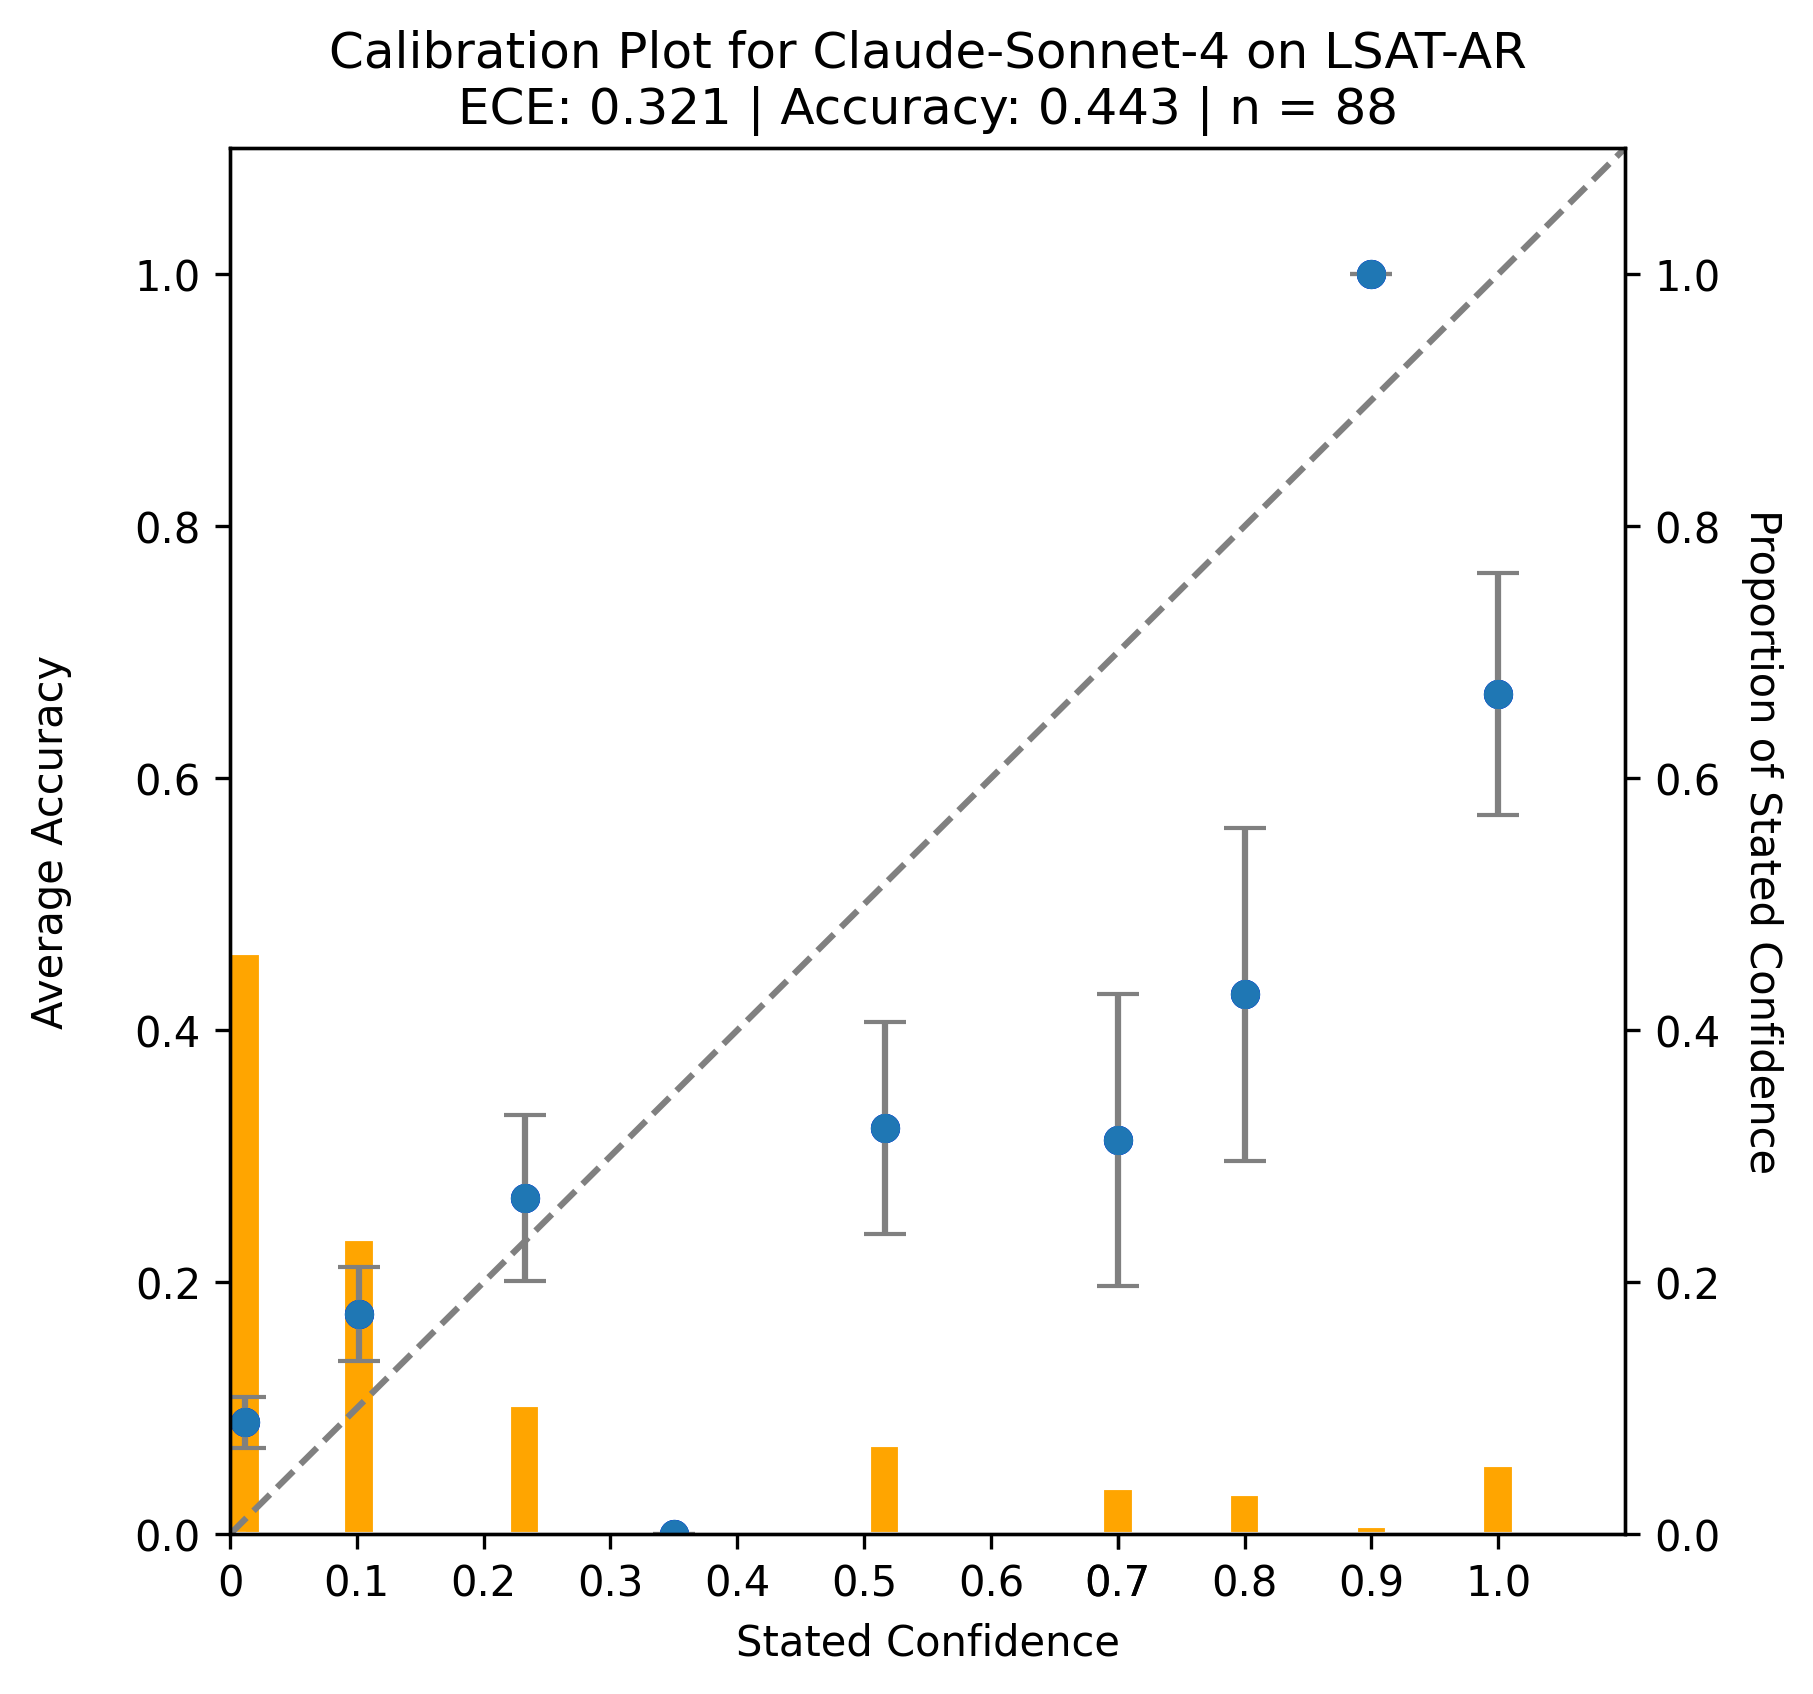 Calibration Plot for Claude-Sonnet-4 on LSAT-AR
ECE: 0.321 | Accuracy: 0.443 | n = 88
Average Accuracy
1.0
0.8
0.6
0.4
0.2
0.0
1.0
0.8
0.6
0.4
0.2
0.0
Proportion of Stated Confidence
0 0.1 0.2 0.3 0.4 0.5 0.6 0.7 0.8 0.9 1.0
Stated Confidence